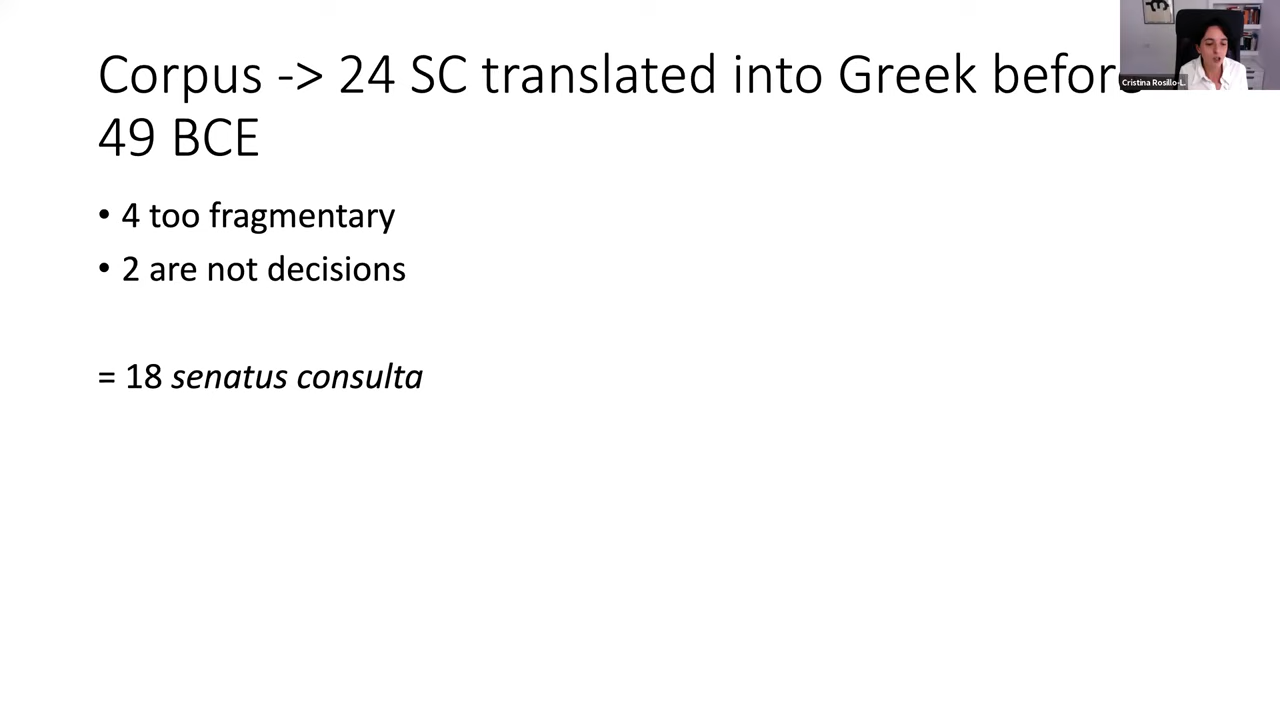 Corpus -> 24 SC translated into Greek before
49 BCE
• 4 too fragmentary
• 2 are not decisions
= 18 senatus consulta
Cristina Rosillo-L.